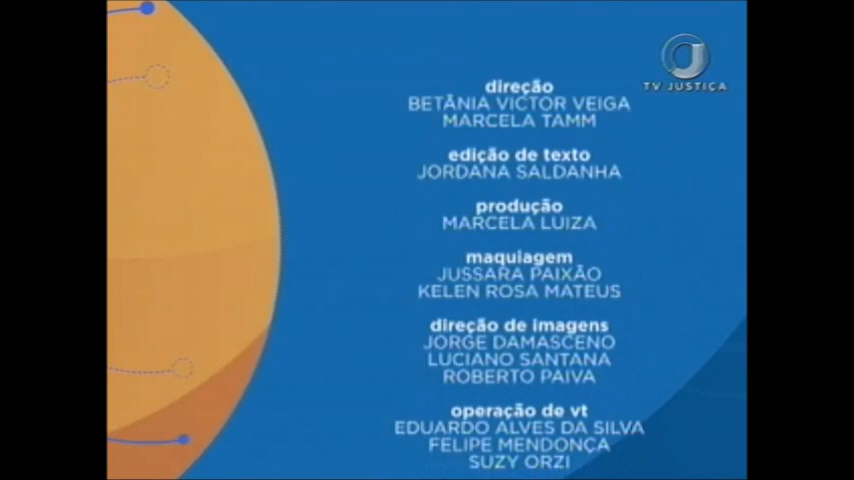 TV JUSTIÇA
direção
BETÂNIA VICTOR VEIGA
MARCELA TAMM
edição de texto
JORDANA SALDANHA
produção
MARCELA LUIZA
maquiagem
JUSSARA PAIXÃO
KELEN ROSA MATEUS
direção de imagens
JORGE DAMASCENO
LUCIANO SANTANA
ROBERTO PAIVA
operação de vt
EDUARDO ALVES DA SILVA
FELIPE MENDONÇA
SUZY ORZI